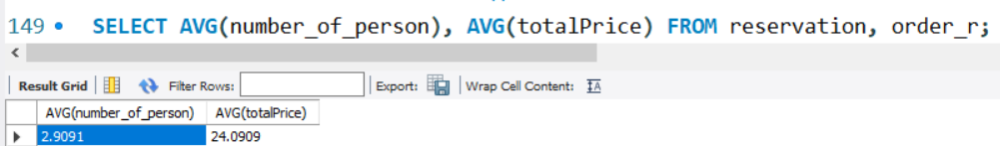 149 SELECT AVG(number_of_person), AVG(totalPrice) FROM reservation, order_r;
Result Grid Filter Rows: Export: Wrap Cell Content: IA
AVG(number_of_person) AVG(totalPrice)
2.9091 24.0909